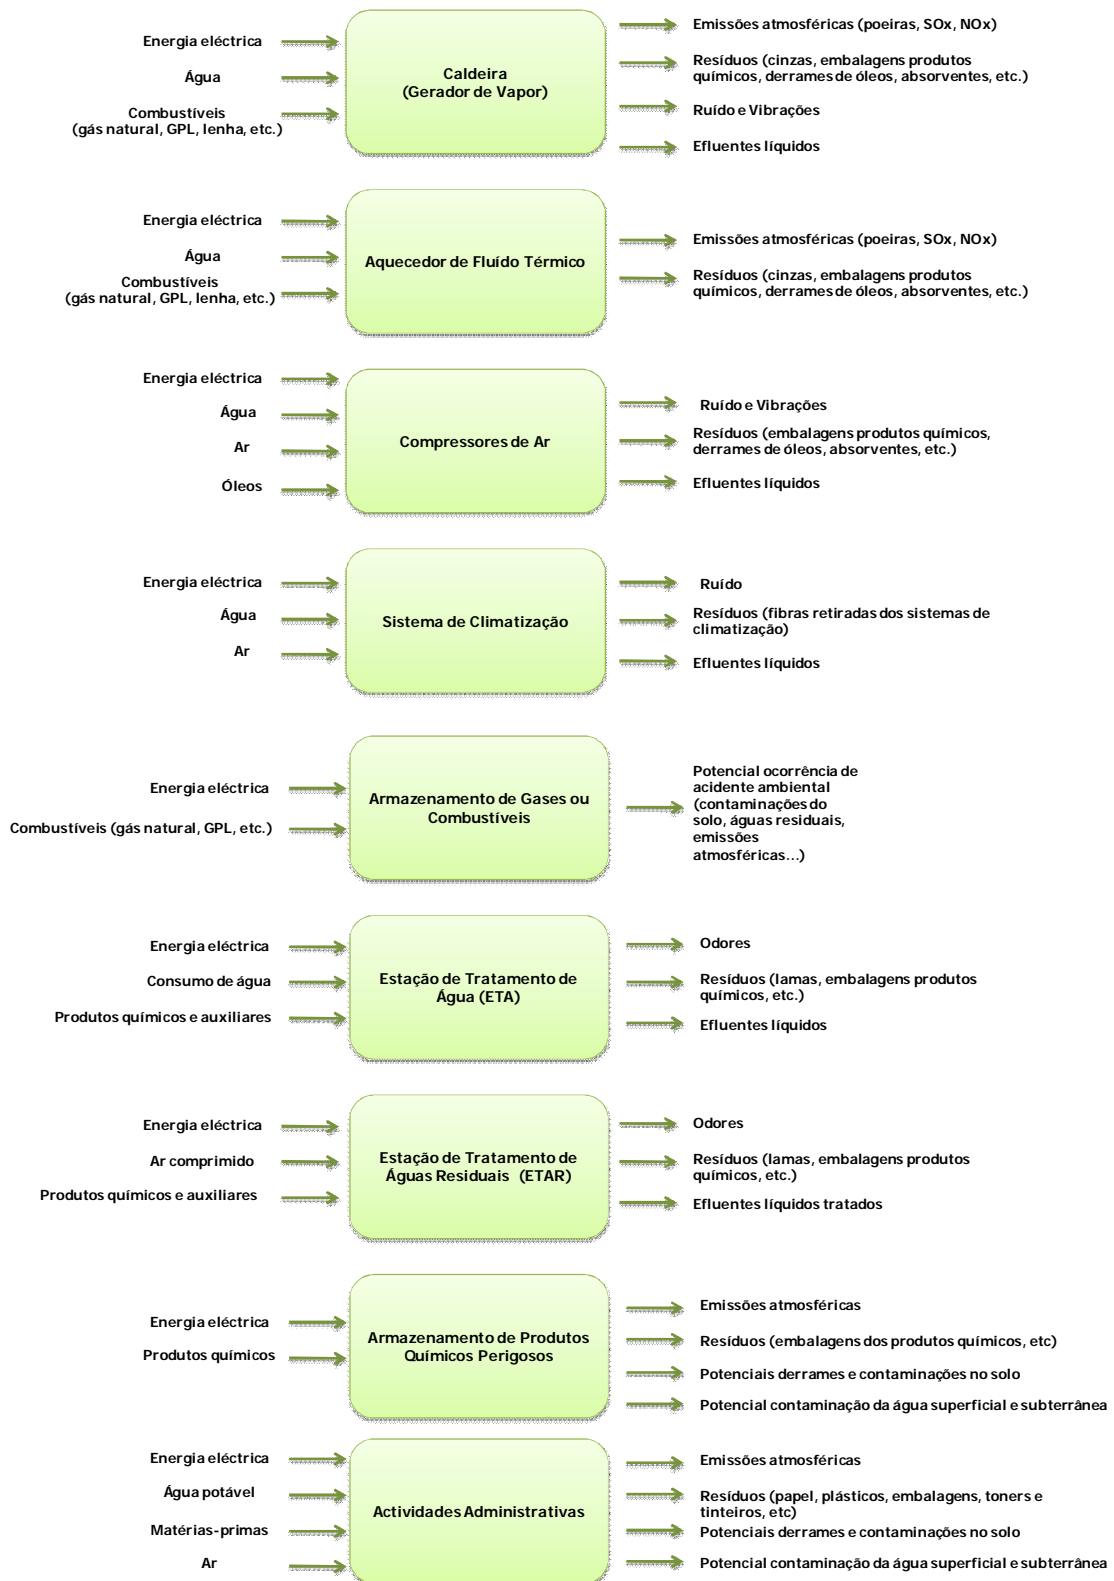 Energia eléctrica
Água
Combustíveis
(gás natural, GPL, lenha, etc.)
Caldeira
(Gerador de Vapor)
Emissões atmosféricas (poeiras, SOx, NOx)
Resíduos (cinzas, embalagens produtos
químicos, derrames de óleos, absorventes, etc.)
Ruído e Vibrações
Efluentes líquidos
Energia eléctrica
Água
Combustíveis
(gás natural, GPL, lenha, etc.)
Aquecedor de Fluído Térmico
Emissões atmosféricas (poeiras, SOx, NOx)
Resíduos (cinzas, embalagens produtos
químicos, derrames de óleos, absorventes, etc.)
Energia eléctrica
Água
Ar
Óleos
Compressores de Ar
Ruído e Vibrações
Resíduos (embalagens produtos químicos,
derrames de óleos, absorventes, etc.)
Efluentes líquidos
Energia eléctrica
Água
Ar
Sistema de Climatização
Ruído
Resíduos (fibras retiradas dos sistemas de
climatização)
Efluentes líquidos
Energia eléctrica
Combustíveis (gás natural, GPL, etc.)
Armazenamento de Gases ou
Combustíveis
Potencial ocorrência de
acidente ambiental
(contaminações do
solo, águas residuais,
emissões
atmosféricas...)
Energia eléctrica
Consumo de água
Produtos químicos e auxiliares
Estação de Tratamento de
Água (ETA)
Odores
Resíduos (lamas, embalagens produtos
químicos, etc.)
Efluentes líquidos
Energia eléctrica
Ar comprimido
Produtos químicos e auxiliares
Estação de Tratamento de
Águas Residuais (ETAR)
Odores
Resíduos (lamas, embalagens produtos
químicos, etc.)
Efluentes líquidos tratados
Energia eléctrica
Produtos químicos
Armazenamento de Produtos
Químicos Perigosos
Emissões atmosféricas
Resíduos (embalagens dos produtos químicos, etc)
Potenciais derrames e contaminações no solo
Potencial contaminação da água superficial e subterrânea
Energia eléctrica
Água potável
Matérias-primas
Ar
Actividades Administrativas
Emissões atmosféricas
Resíduos (papel, plásticos, embalagens, toners e
tinteiros, etc)
Potenciais derrames e contaminações no solo
Potencial contaminação da água superficial e subterrânea